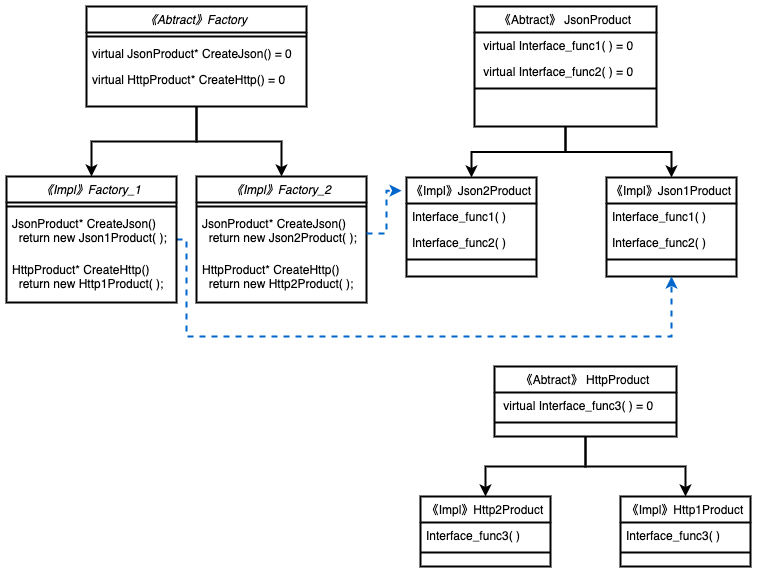 《Abtract》Factory
virtual JsonProduct* CreateJson() = 0
virtual HttpProduct* CreateHttp() = 0
《Abtract》 JsonProduct
virtual Interface_func1( ) = 0
virtual Interface_func2( ) = 0
《Impl》Factory_1
JsonProduct* CreateJson()
return new Json1Product( );
HttpProduct* CreateHttp()
return new Http1Product( );
《Impl》Factory_2
JsonProduct* CreateJson()
return new Json2Product( );
HttpProduct* CreateHttp()
return new Http2Product( );
《Impl》Json2Product
Interface_func1( )
Interface_func2( )
《Impl》Json1Product
Interface_func1( )
Interface_func2( )
《Abtract》 HttpProduct
virtual Interface_func3( ) = 0
《Impl》Http2Product
Interface_func3( )
《Impl》Http1Product
Interface_func3( )